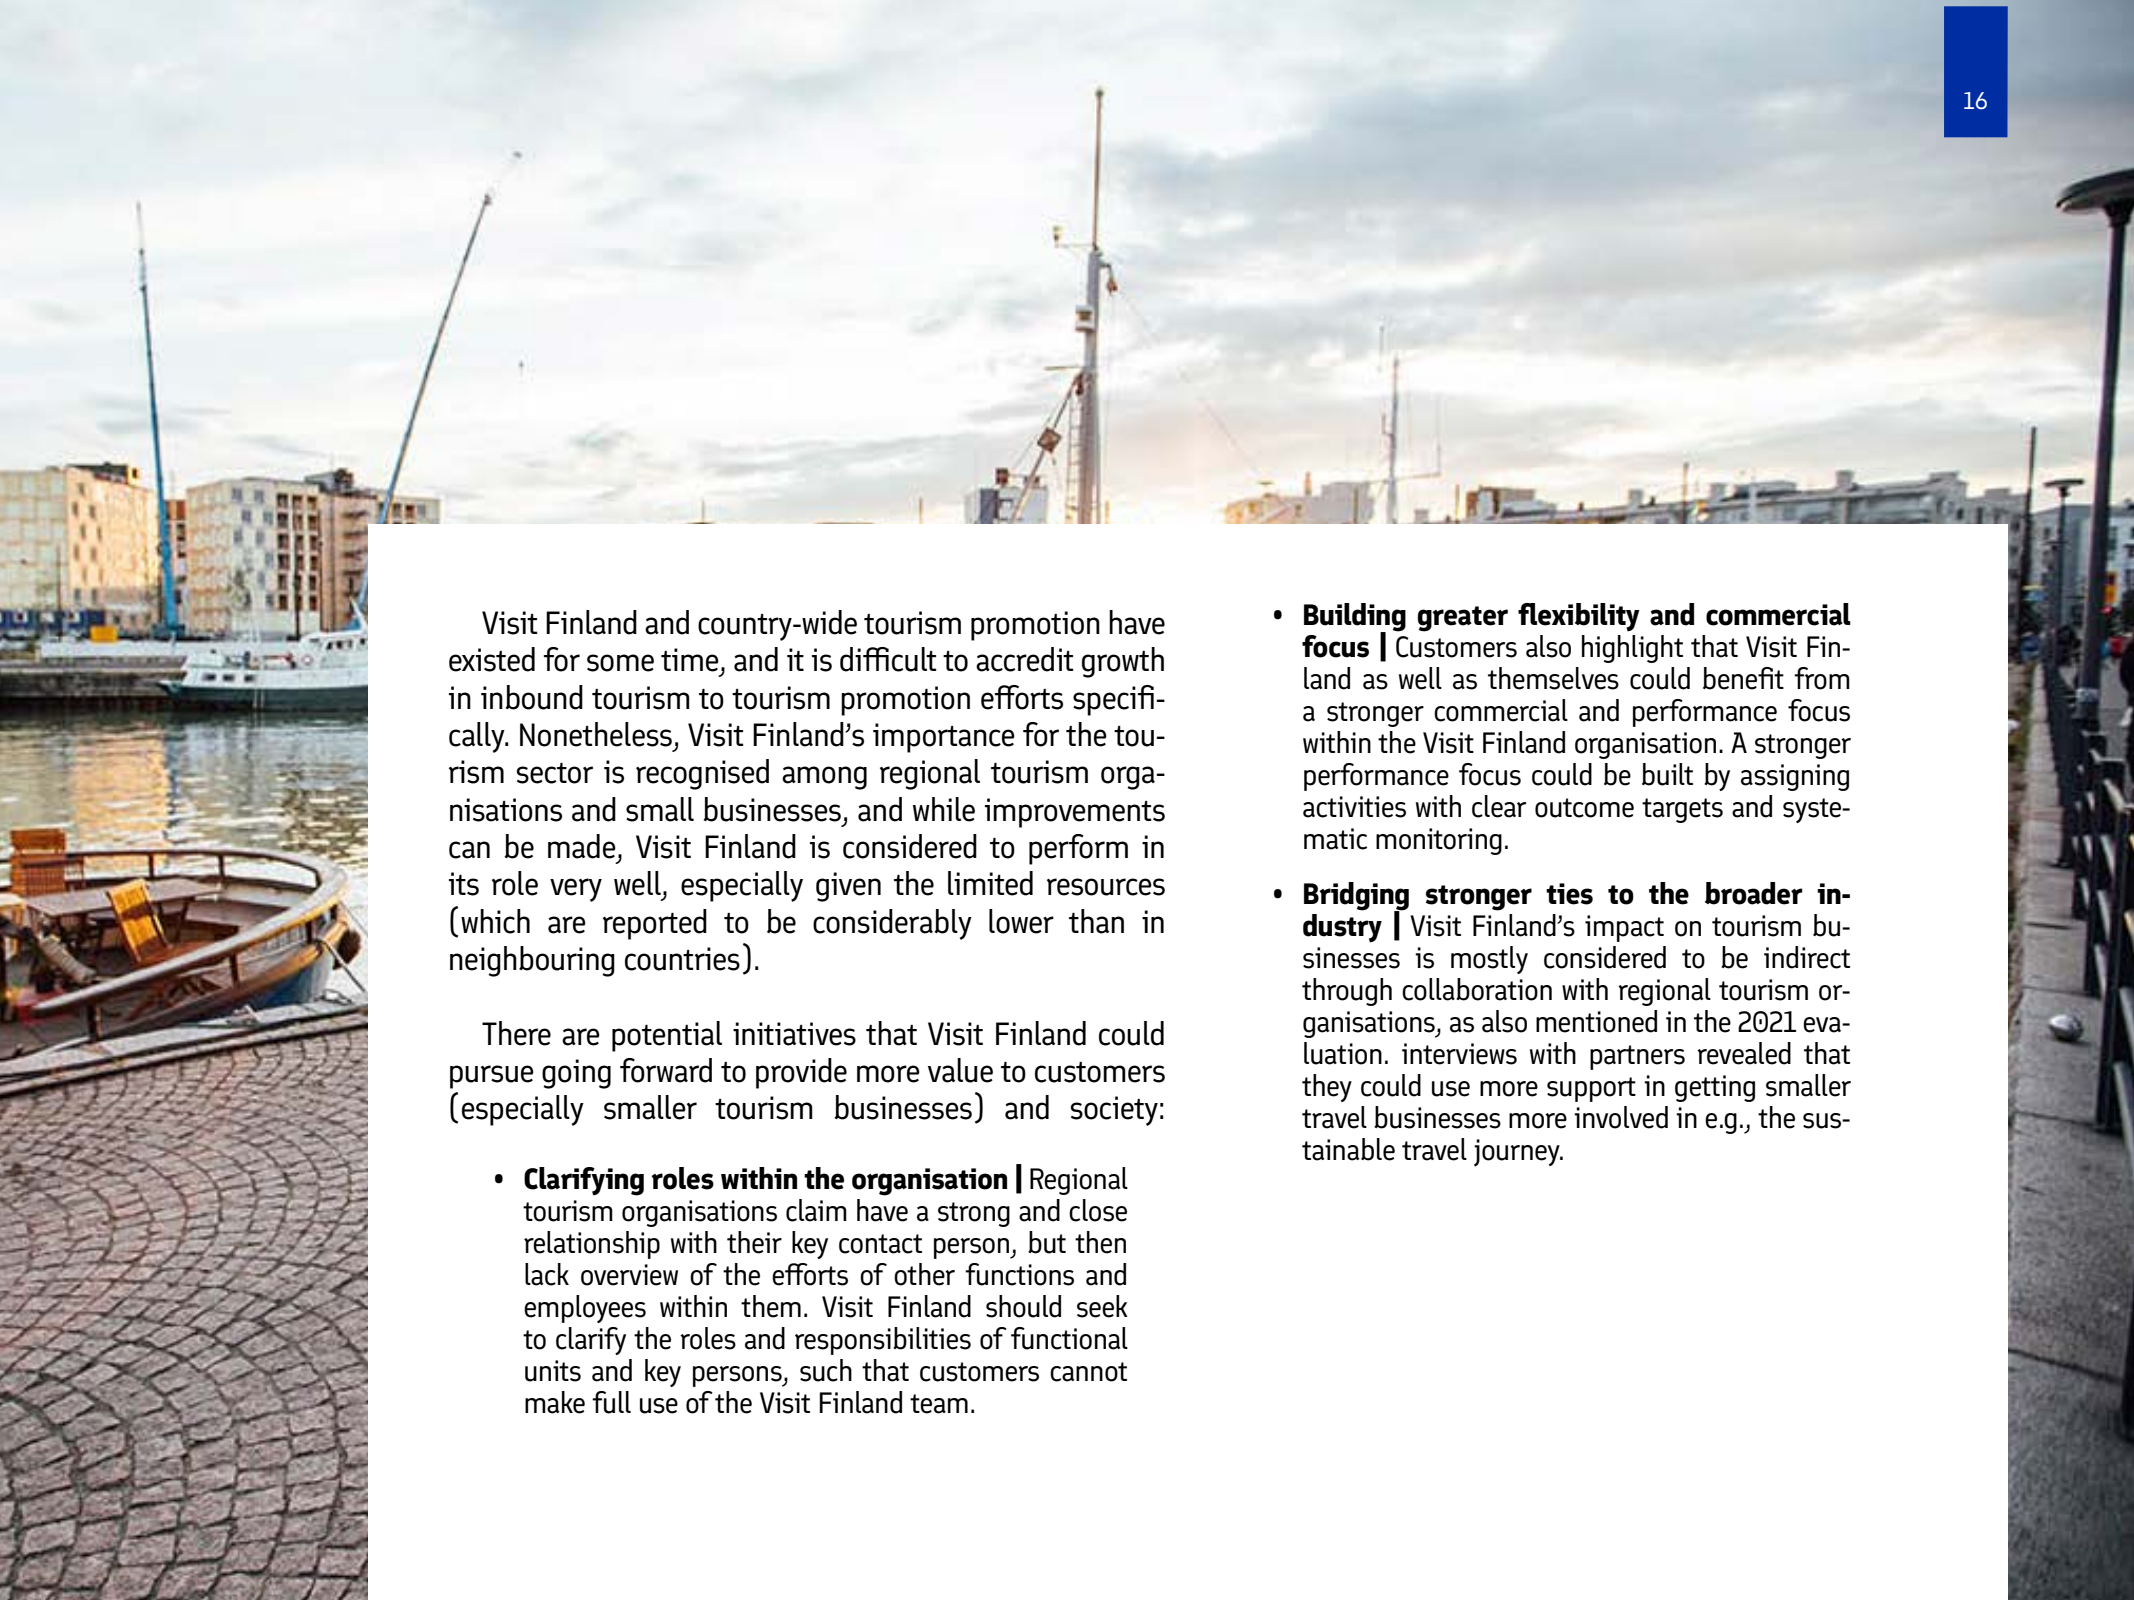 16
Visit Finland and country-wide tourism promotion have
existed for some time, and it is difficult to accredit growth
in inbound tourism to tourism promotion efforts specifi-
cally. Nonetheless, Visit Finland’s importance for the tou-
rism sector is recognised among regional tourism orga-
nisations and small businesses, and while improvements
can be made, Visit Finland is considered to perform in
its role very well, especially given the limited resources
(which are reported to be considerably lower than in
neighbouring countries).
There are potential initiatives that Visit Finland could
pursue going forward to provide more value to customers
(especially smaller tourism businesses) and society:
• Clarifying roles within the organisation | Regional
tourism organisations claim have a strong and close
relationship with their key contact person, but then
lack overview of the efforts of other functions and
employees within them. Visit Finland should seek
to clarify the roles and responsibilities of functional
units and key persons, such that customers cannot
make full use of the Visit Finland team.
• Building greater flexibility and commercial
focus | Customers also highlight that Visit Fin-
land as well as themselves could benefit from
a stronger commercial and performance focus
within the Visit Finland organisation. A stronger
performance focus could be built by assigning
activities with clear outcome targets and syste-
matic monitoring.
• Bridging stronger ties to the broader in-
dustry | Visit Finland’s impact on tourism bu-
sinesses is mostly considered to be indirect
through collaboration with regional tourism or-
ganisations, as also mentioned in the 2021 eva-
luation. interviews with partners revealed that
they could use more support in getting smaller
travel businesses more involved in e.g., the sus-
tainable travel journey.